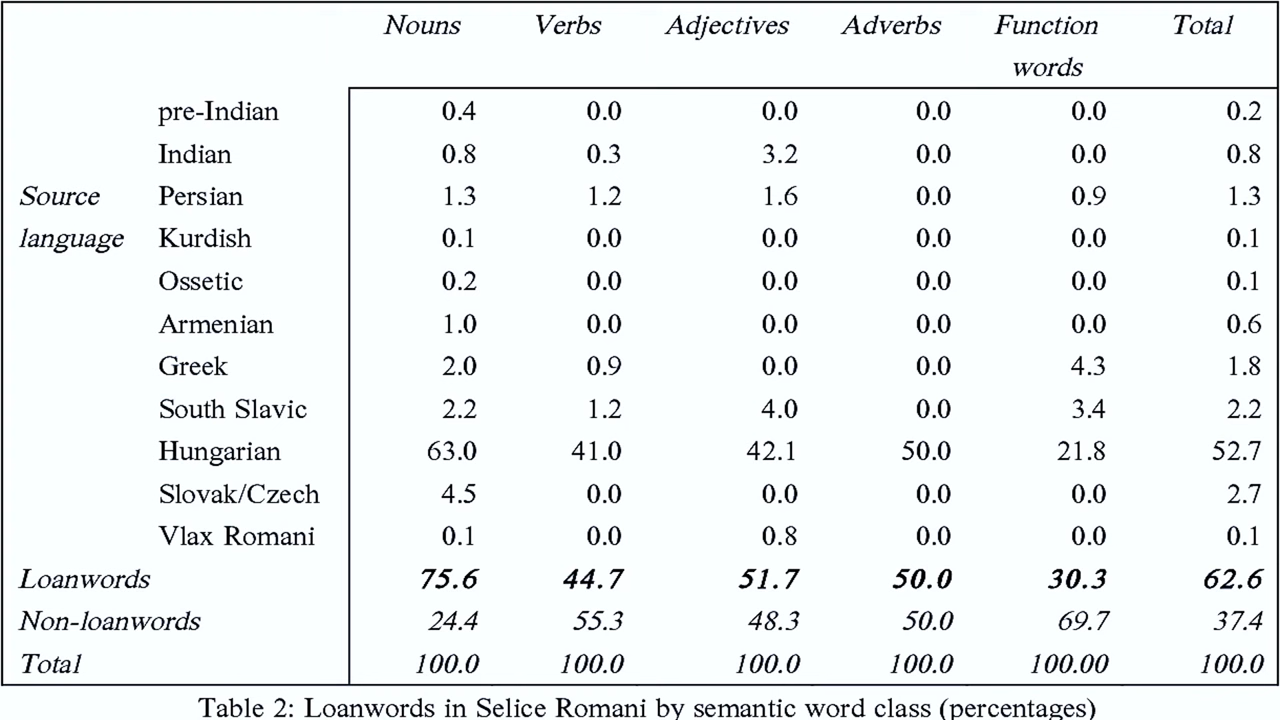 Nouns Verbs Adjectives Adverbs Function Total
words
pre-Indian 0.4 0.0 0.0 0.0 0.0 0.2
Indian 0.8 0.3 3.2 0.0 0.0 0.8
Source Persian 1.3 1.2 1.6 0.0 0.9 1.3
language Kurdish 0.1 0.0 0.0 0.0 0.0 0.1
Ossetic 0.2 0.0 0.0 0.0 0.0 0.1
Armenian 1.0 0.0 0.0 0.0 0.0 0.6
Greek 2.0 0.9 0.0 0.0 4.3 1.8
South Slavic 2.2 1.2 4.0 0.0 3.4 2.2
Hungarian 63.0 41.0 42.1 50.0 21.8 52.7
Slovak/Czech 4.5 0.0 0.0 0.0 0.0 2.7
Vlax Romani 0.1 0.0 0.8 0.0 0.0 0.1
Loanwords 75.6 44.7 51.7 50.0 30.3 62.6
Non-loanwords 24.4 55.3 48.3 50.0 69.7 37.4
Total 100.0 100.0 100.0 100.0 100.00 100.0
Table 2: Loanwords in Selice Romani by semantic word class (percentages)